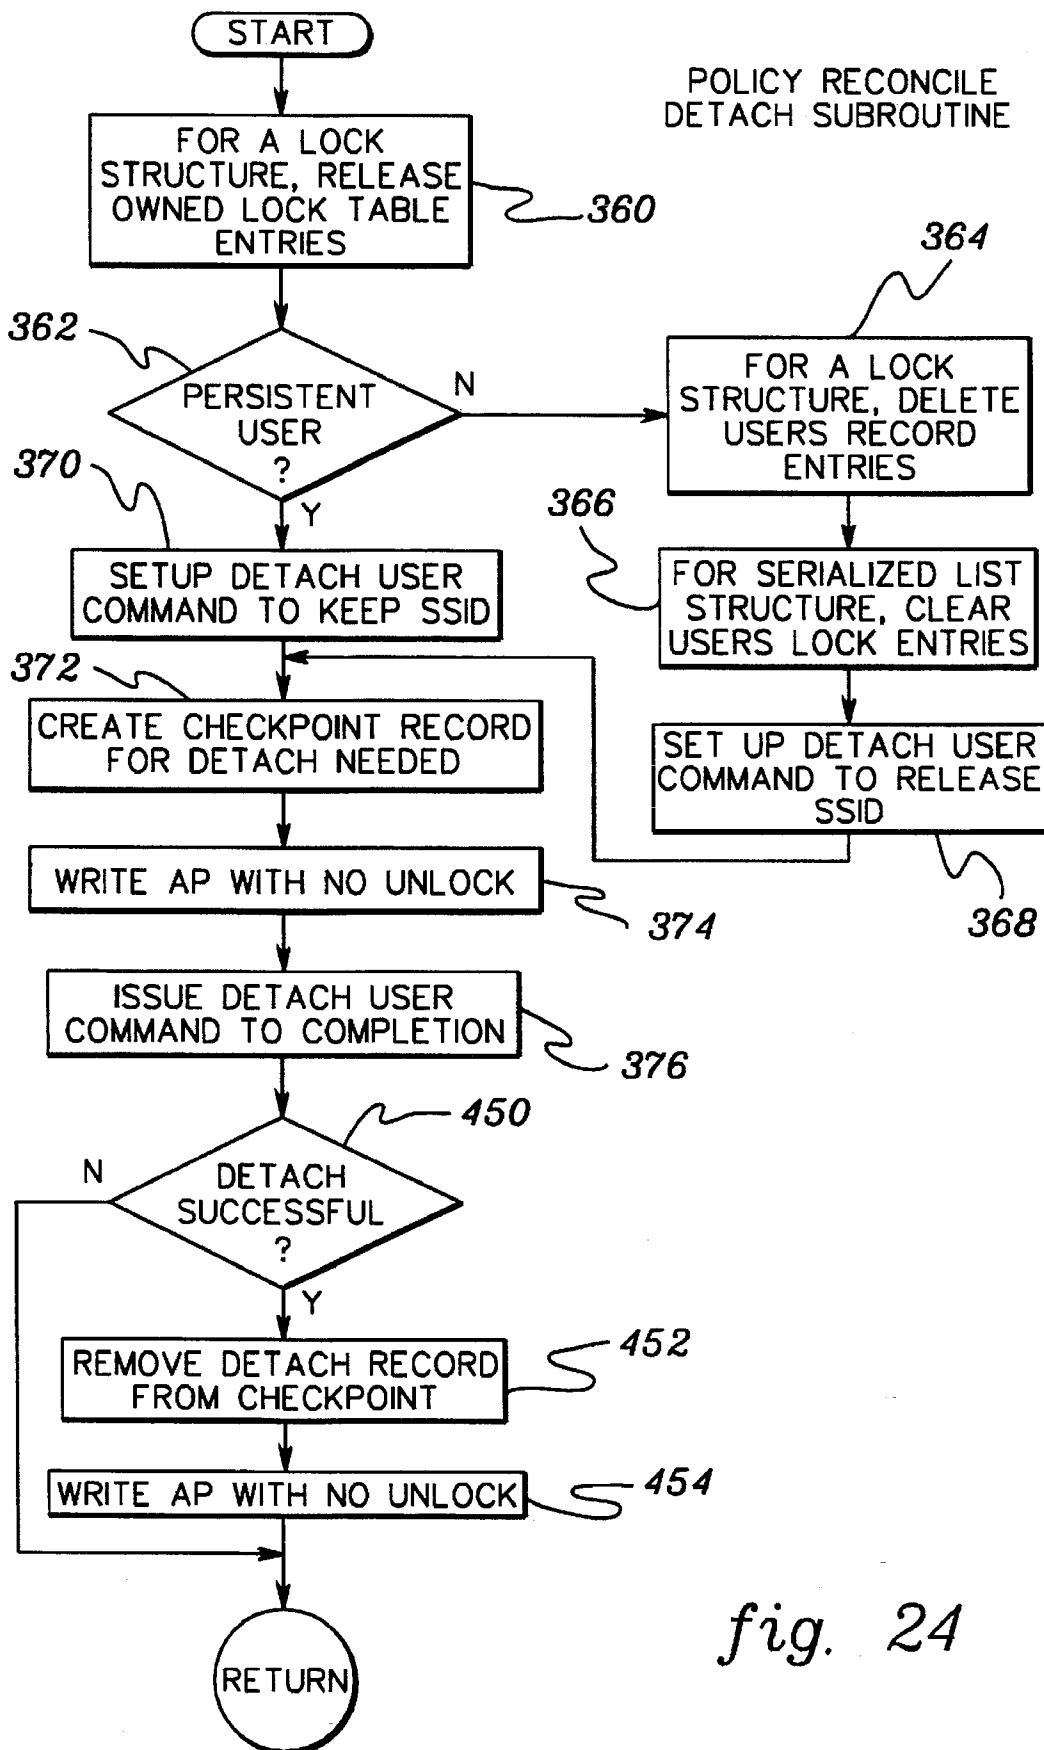 START
POLICY RECONCILE
DETACH SUBROUTINE
FOR A LOCK
STRUCTURE, RELEASE
OWNED LOCK TABLE
ENTRIES
360
362
PERSISTENT
USER
?
N
Y
364
FOR A LOCK
STRUCTURE, DELETE
USERS RECORD
ENTRIES
366
FOR SERIALIZED LIST
STRUCTURE, CLEAR
USERS LOCK ENTRIES
SET UP DETACH USER
COMMAND TO RELEASE
SSID
368
370
SETUP DETACH USER
COMMAND TO KEEP SSID
372
CREATE CHECKPOINT RECORD
FOR DETACH NEEDED
WRITE AP WITH NO UNLOCK
374
ISSUE DETACH USER
COMMAND TO COMPLETION
376
450
DETACH
SUCCESSFUL
?
N
Y
REMOVE DETACH RECORD
FROM CHECKPOINT
452
WRITE AP WITH NO UNLOCK
454
RETURN
fig. 24